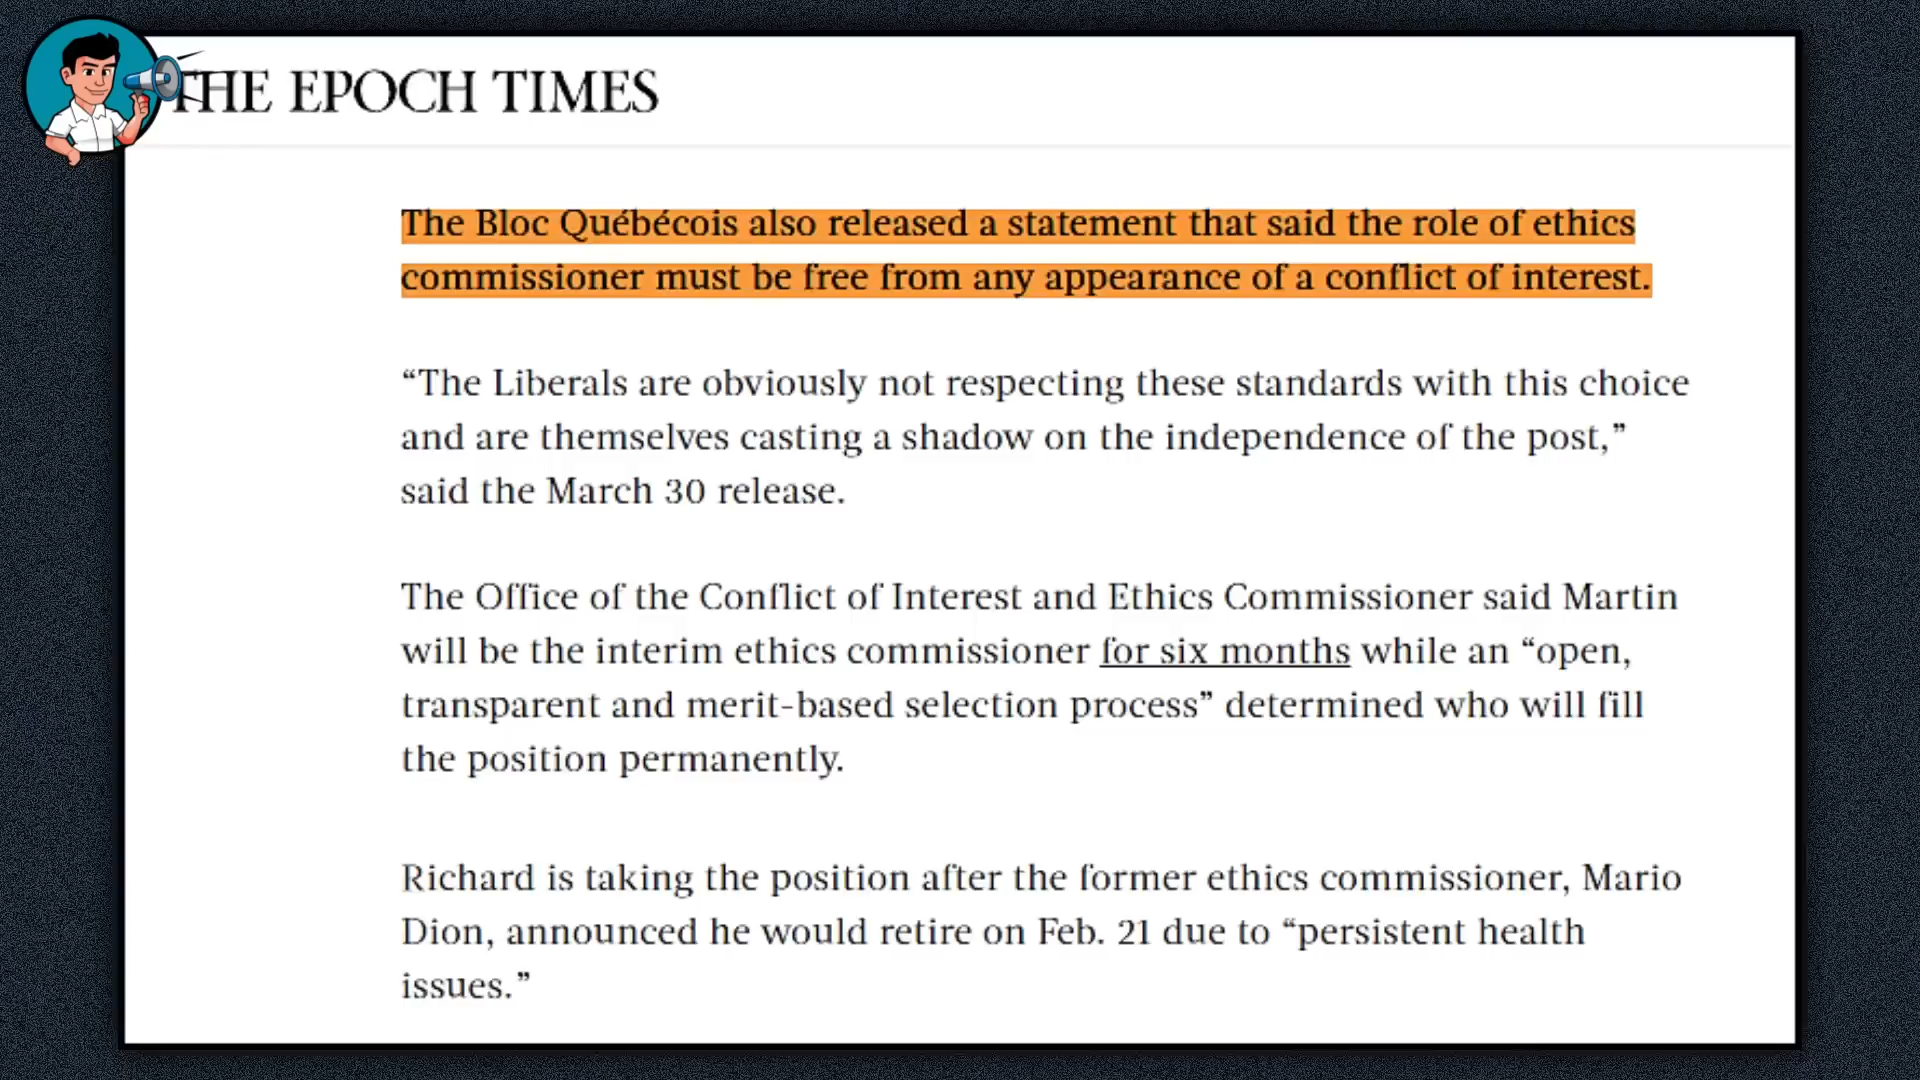 THE EPOCH TIMES
The Bloc Québécois also released a statement that said the role of ethics
commissioner must be free from any appearance of a conflict of interest.
“The Liberals are obviously not respecting these standards with this choice
and are themselves casting a shadow on the independence of the post,”
said the March 30 release.
The Office of the Conflict of Interest and Ethics Commissioner said Martin
will be the interim ethics commissioner for six months while an “open,
transparent and merit-based selection process” determined who will fill
the position permanently.
Richard is taking the position after the former ethics commissioner, Mario
Dion, announced he would retire on Feb. 21 due to “persistent health
issues.”